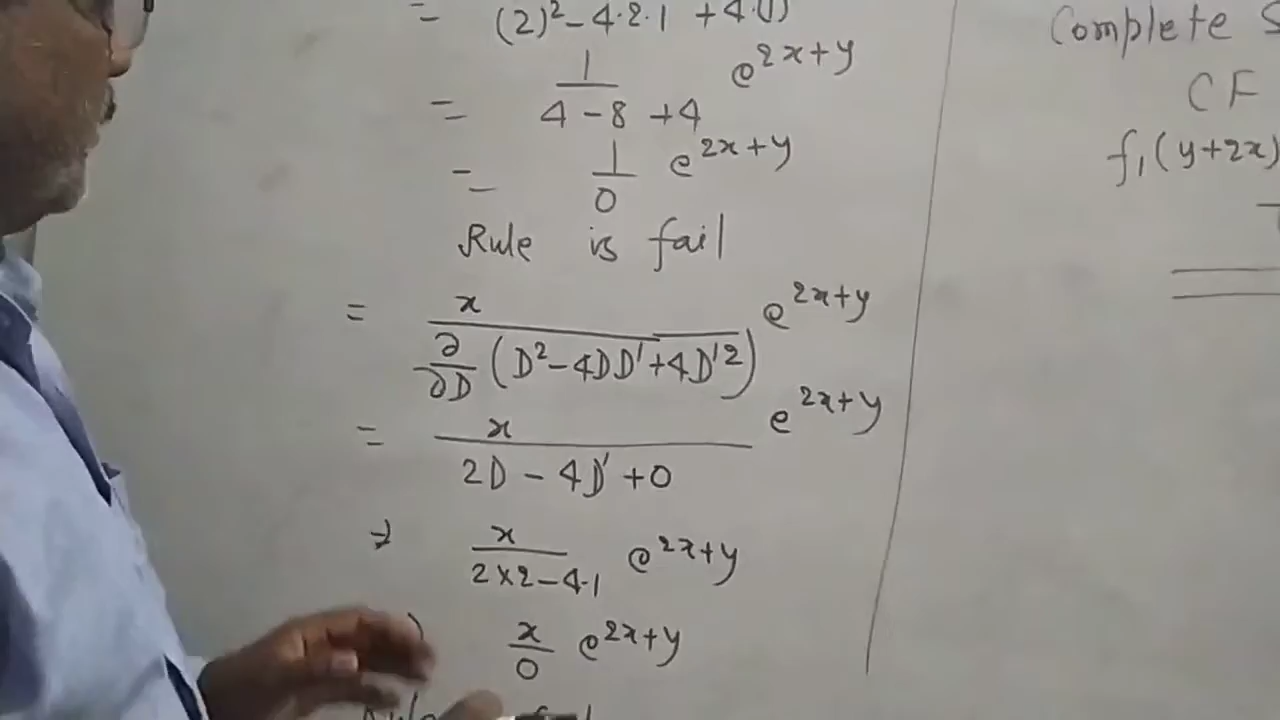 = (2)² - 4·2·1 + 4·(1)
= 1/(4 - 8 + 4) e^(2x+y)
= 1/0 e^(2x+y)
Rule is fail
= x/(∂/∂D (D² - 4DD' + 4D'²)) e^(2x+y)
= x/(2D - 4D' + 0) e^(2x+y)
⇒ x/(2×2 - 4·1) e^(2x+y)
x/0 e^(2x+y)
Rule
Complete
CF
f₁(y+2x)